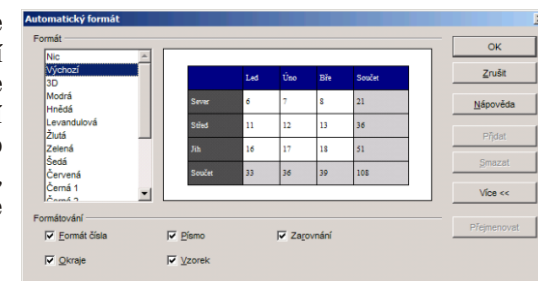 Automatický formát
Formát
Nic
Výchozí
3D
Modrá
Hnědá
Levandulová
Žlutá
Zelená
Šedá
Červená
Černá 1
Černá 2
Led Úno Bře Součet
Sever 6 7 8 21
Střed 11 12 13 36
Jih 16 17 18 51
Součet 33 36 39 108
OK
Zrušit
Nápověda
Přidat
Smazat
Více <<
Přejmenovat
Formátování
Formát čísla Písmo Zarovnání
Okraje Vzorek